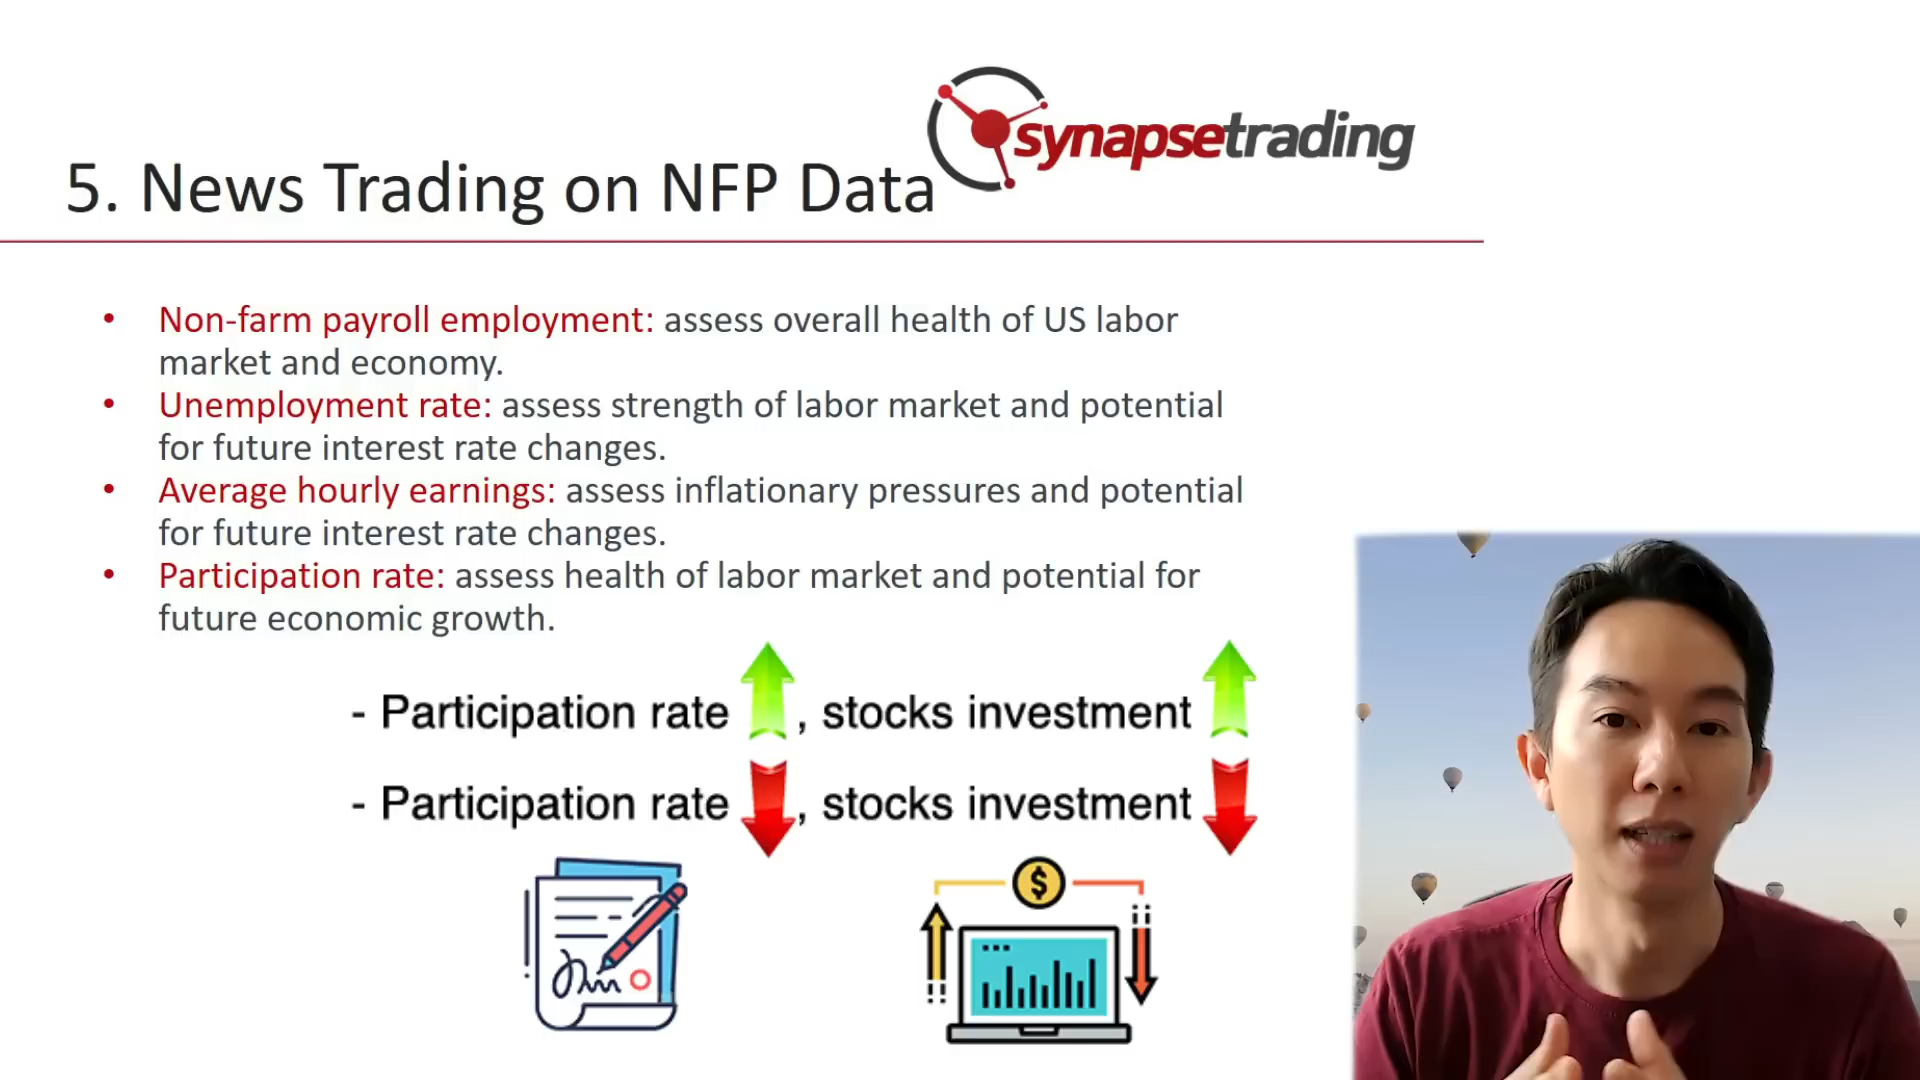 synapsetrading
5. News Trading on NFP Data
• Non-farm payroll employment: assess overall health of US labor
market and economy.
• Unemployment rate: assess strength of labor market and potential
for future interest rate changes.
• Average hourly earnings: assess inflationary pressures and potential
for future interest rate changes.
• Participation rate: assess health of labor market and potential for
future economic growth.
- Participation rate , stocks investment
- Participation rate , stocks investment
$